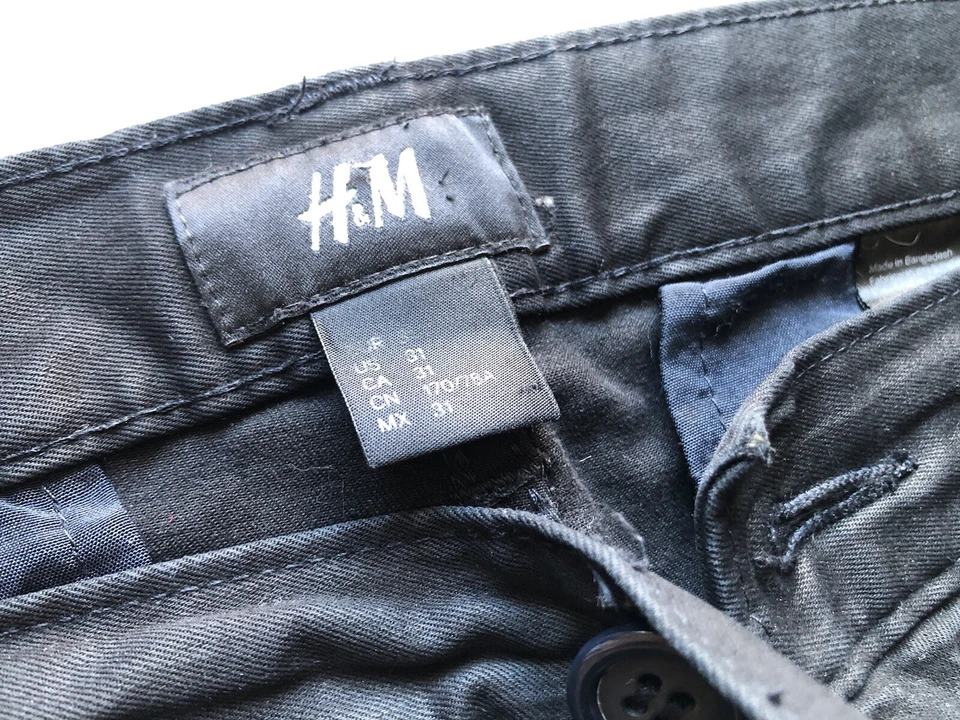 H&M
US 31
CA 31
CN 170/78A
MX 31
Made in Bangladesh